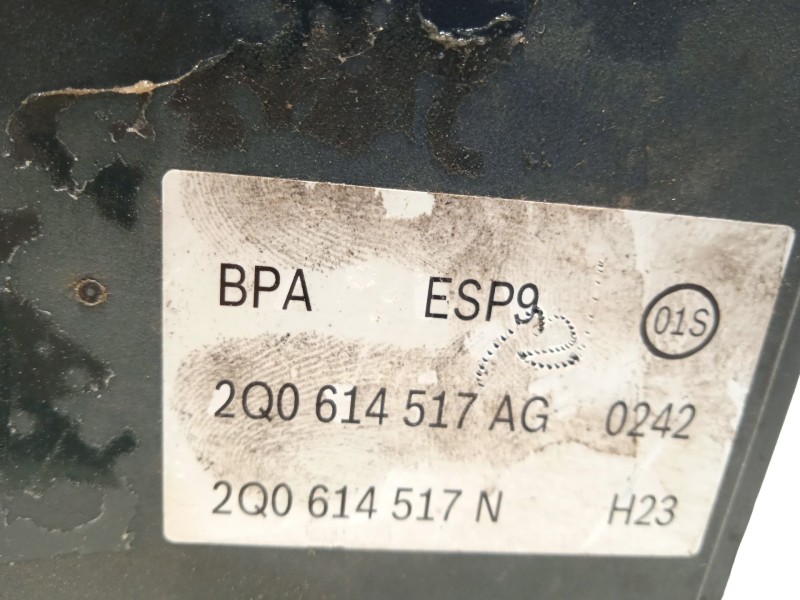 BPA ESP9 01S
2Q0 614 517 AG 0242
2Q0 614 517 N H23